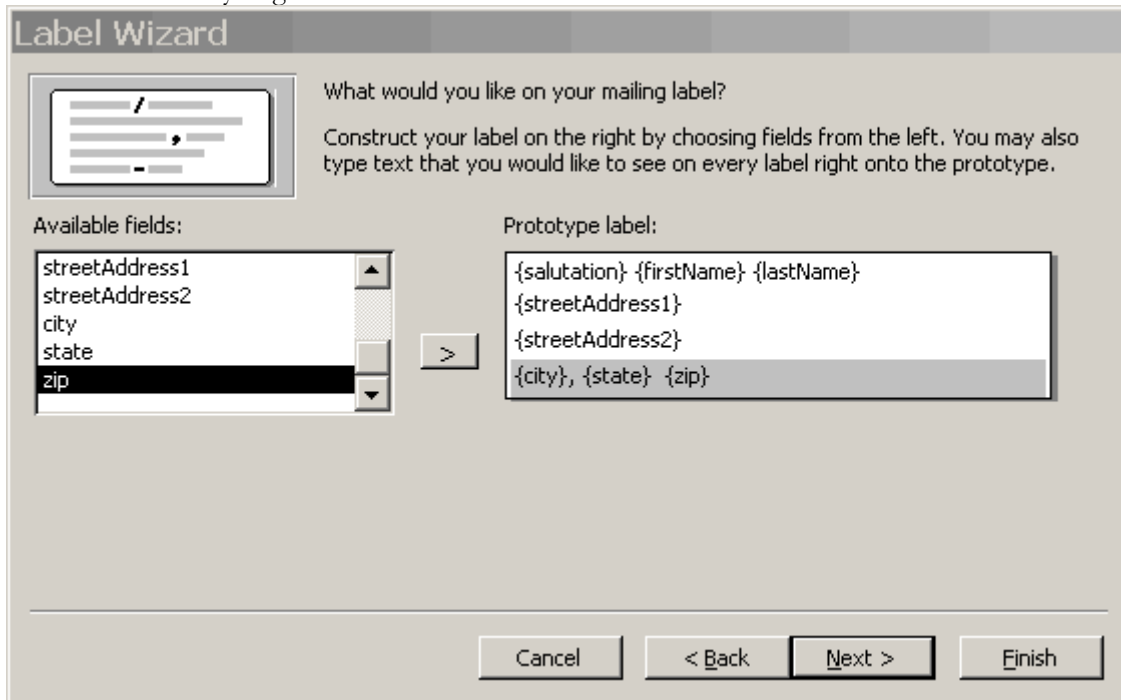 Label Wizard
What would you like on your mailing label?
Construct your label on the right by choosing fields from the left. You may also
type text that you would like to see on every label right onto the prototype.
Available fields:
Prototype label:
streetAddress1
streetAddress2
city
state
zip
>
{salutation} {firstName} {lastName}
{streetAddress1}
{streetAddress2}
{city}, {state} {zip}
Cancel
< Back
Next >
Finish